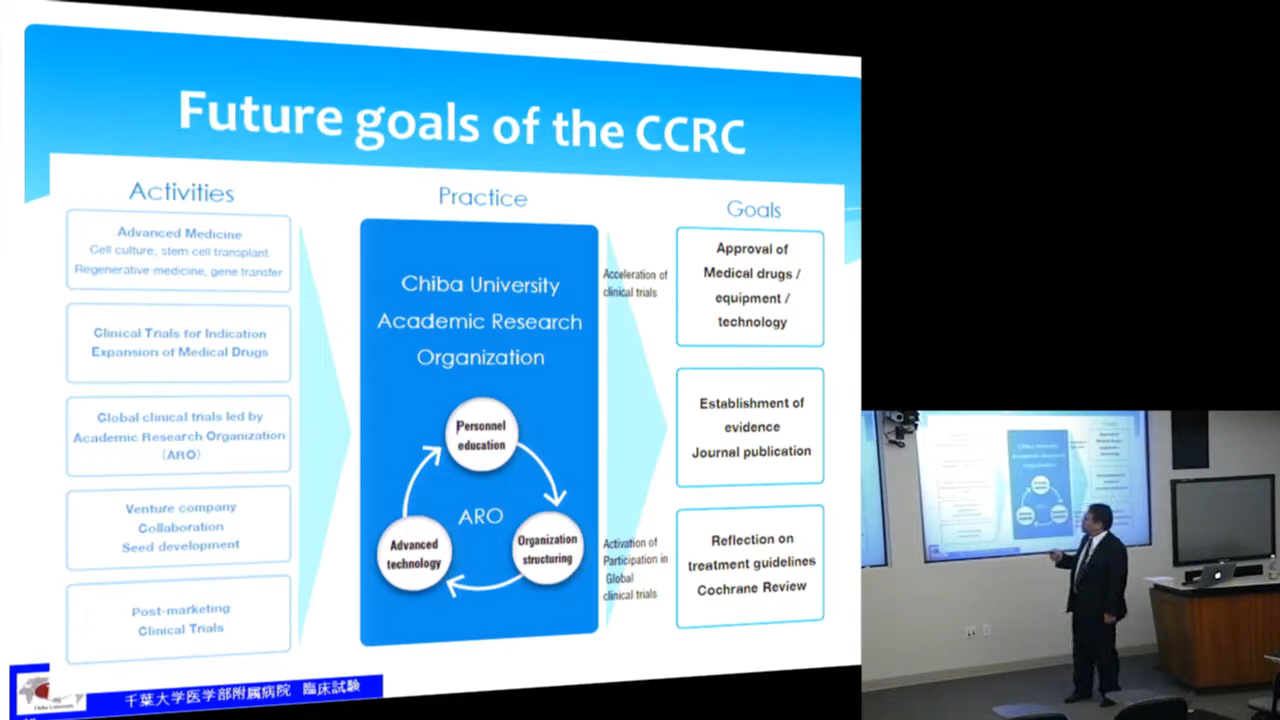 Future goals of the CCRC
Activities
Advanced Medicine
Cell culture, stem cell transplant
Regenerative medicine, gene transfer
Clinical Trials for Indication
Expansion of Medical Drugs
Global clinical trials led by
Academic Research Organization
(ARO)
Venture company
Collaboration
Seed development
Post-marketing
Clinical Trials
Practice
Chiba University
Academic Research
Organization
Personnel
education
ARO
Advanced
technology
Organization
structuring
Acceleration of
clinical trials
Activation of
Participation in
Global
clinical trials
Goals
Approval of
Medical drugs /
equipment /
technology
Establishment of
evidence
Journal publication
Reflection on
treatment guidelines
Cochrane Review
Chiba University
千葉大学医学部附属病院 臨床試験